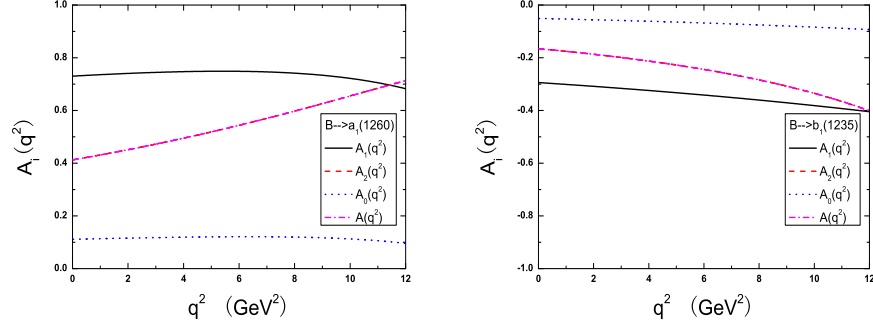 1.0
0.8
0.6
0.4
0.2
0.0
0 2 4 6 8 10 12
A_i(q^2)
q^2 (GeV^2)
B-->a_1(1260)
A_1(q^2)
A_2(q^2)
A_0(q^2)
A(q^2)
-0.0
-0.2
-0.4
-0.6
-0.8
-1.0
0 2 4 6 8 10 12
A_i(q^2)
q^2 (GeV^2)
B-->b_1(1235)
A_1(q^2)
A_2(q^2)
A_0(q^2)
A(q^2)